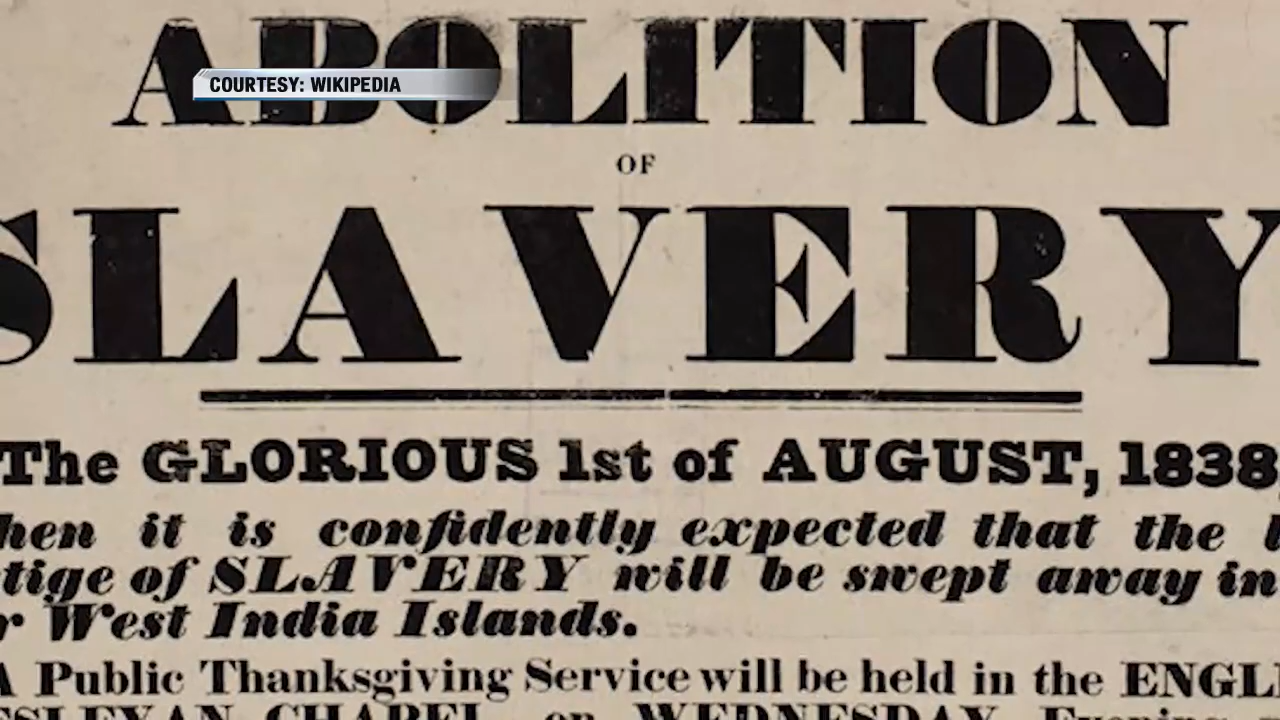 ABOLITION
COURTESY: WIKIPEDIA
OF
SLAVERY
The GLORIOUS 1st of AUGUST, 1838,
hen it is confidently expected that the l
tige of SLAVERY will be swept away in
r West India Islands.
A Public Thanksgiving Service will be held in the ENGL
ESLEYAN CHAPEL, on WEDNESDAY Evening